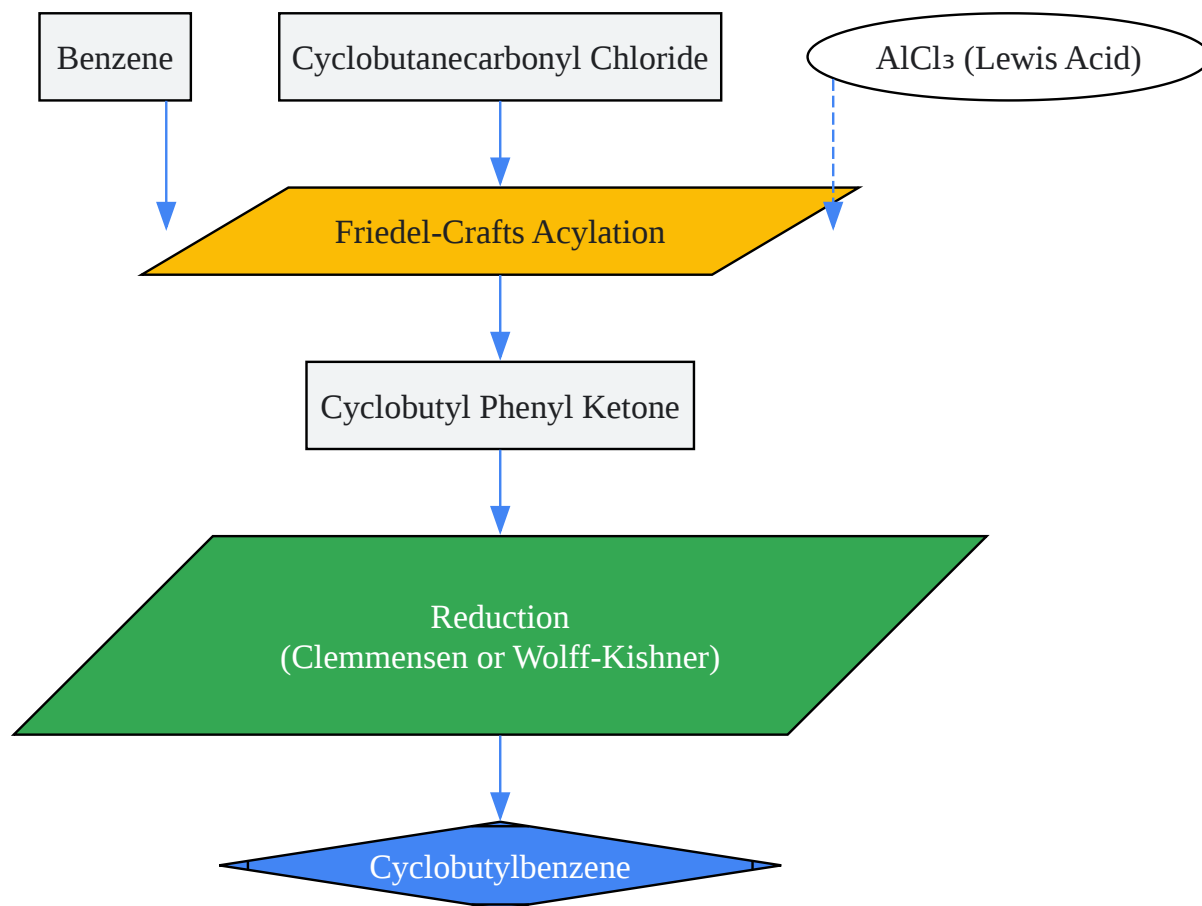 Benzene
Cyclobutanecarbonyl Chloride
AlCl₃ (Lewis Acid)
Friedel-Crafts Acylation
Cyclobutyl Phenyl Ketone
Reduction
(Clemmensen or Wolff-Kishner)
Cyclobutylbenzene